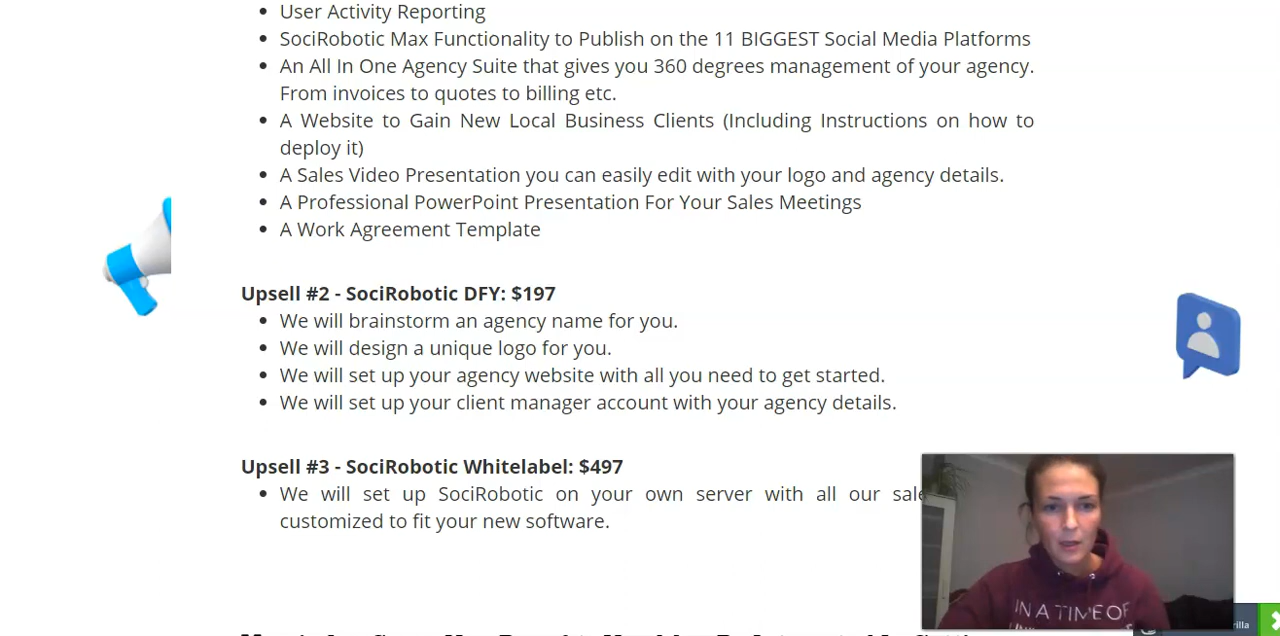 User Activity Reporting
SociRobotic Max Functionality to Publish on the 11 BIGGEST Social Media Platforms
An All In One Agency Suite that gives you 360 degrees management of your agency.
From invoices to quotes to billing etc.
A Website to Gain New Local Business Clients (Including Instructions on how to
deploy it)
A Sales Video Presentation you can easily edit with your logo and agency details.
A Professional PowerPoint Presentation For Your Sales Meetings
A Work Agreement Template
Upsell #2 - SociRobotic DFY: $197
We will brainstorm an agency name for you.
We will design a unique logo for you.
We will set up your agency website with all you need to get started.
We will set up your client manager account with your agency details.
Upsell #3 - SociRobotic Whitelabel: $497
We will set up SociRobotic on your own server with all our
customized to fit your new software.
IN A TIME OF